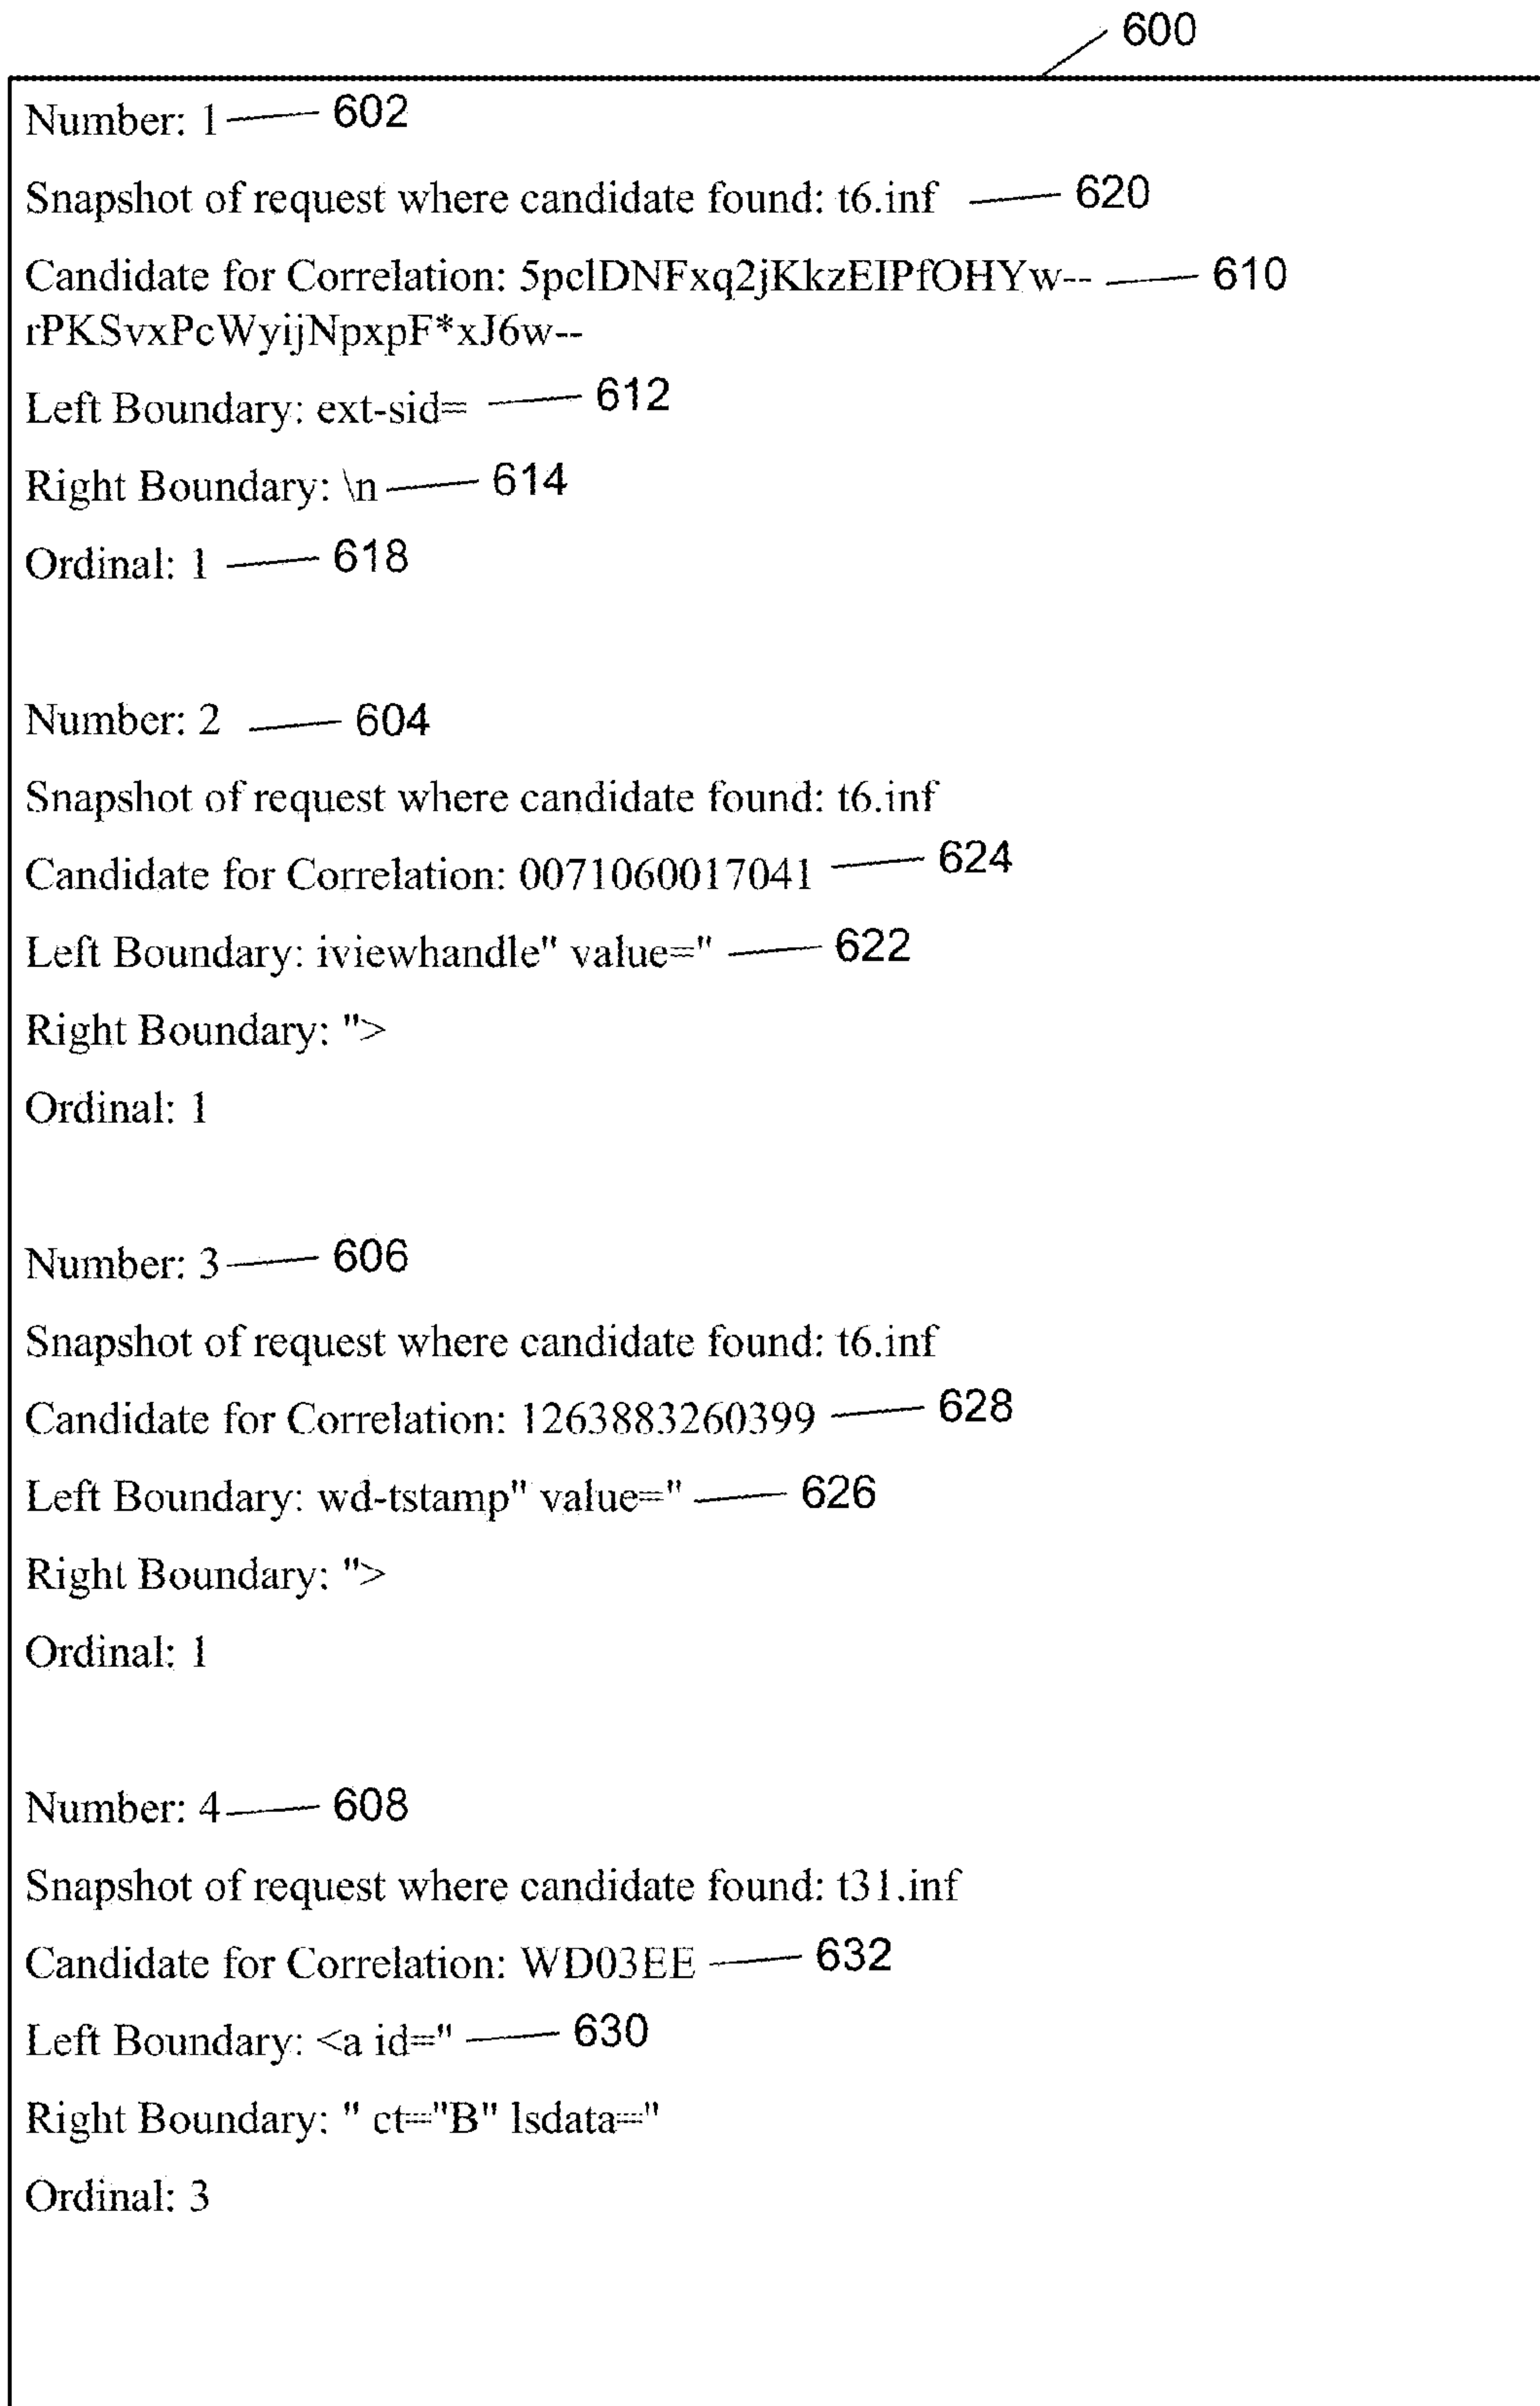 600
Number: 1 602
Snapshot of request where candidate found: t6.inf 620
Candidate for Correlation: 5pclDNFxq2jKkzEIPfOHYw-- 610
rPKSvxPcWyijNpxpF*xJ6w--
Left Boundary: ext-sid= 612
Right Boundary: \n 614
Ordinal: 1 618
Number: 2 604
Snapshot of request where candidate found: t6.inf
Candidate for Correlation: 0071060017041 624
Left Boundary: iviewhandle" value=" 622
Right Boundary: ">
Ordinal: 1
Number: 3 606
Snapshot of request where candidate found: t6.inf
Candidate for Correlation: 1263883260399 628
Left Boundary: wd-tstamp" value=" 626
Right Boundary: ">
Ordinal: 1
Number: 4 608
Snapshot of request where candidate found: t31.inf
Candidate for Correlation: WD03EE 632
Left Boundary: <a id=" 630
Right Boundary: " ct="B" lsdata="
Ordinal: 3